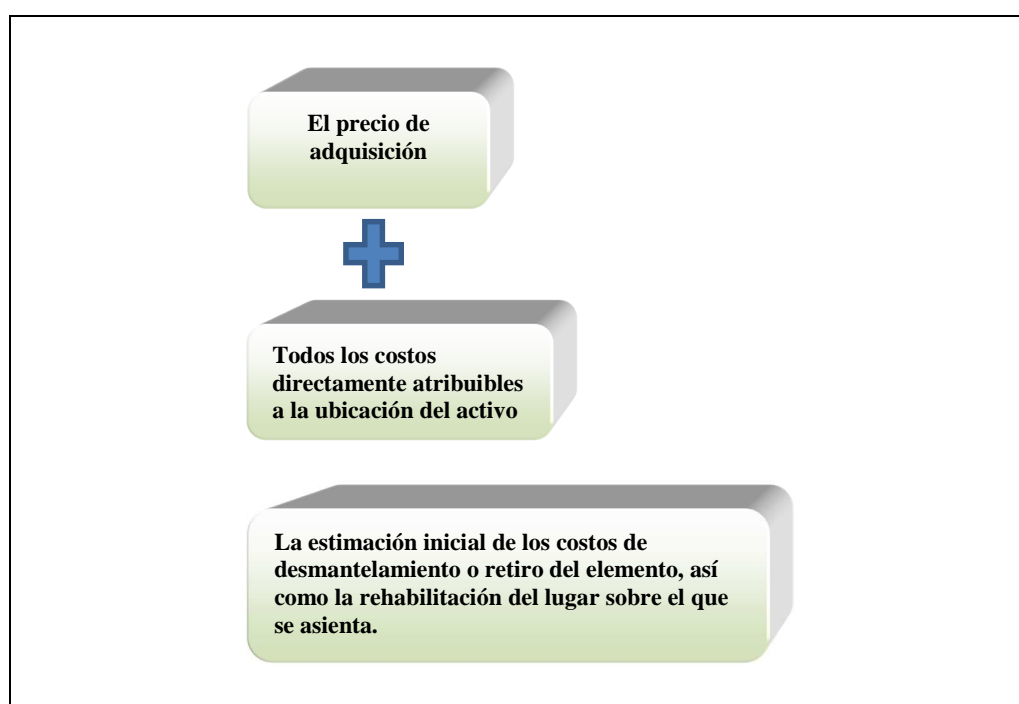 El precio de
adquisición
Todos los costos
directamente atribuibles
a la ubicación del activo
La estimación inicial de los costos de
desmantelamiento o retiro del elemento, así
como la rehabilitación del lugar sobre el que
se asienta.